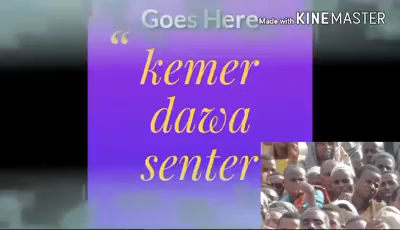 Goes Here
Made with KINEMASTER
“
kemer
dawa
senter